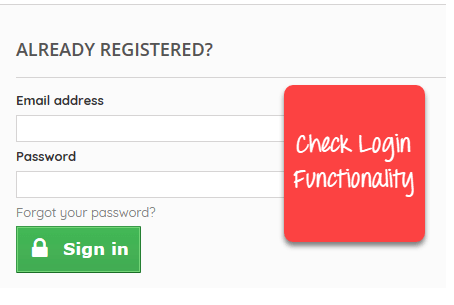 ALREADY REGISTERED?
Email address
Password
Forgot your password?
Sign in
Check Login
Functionality